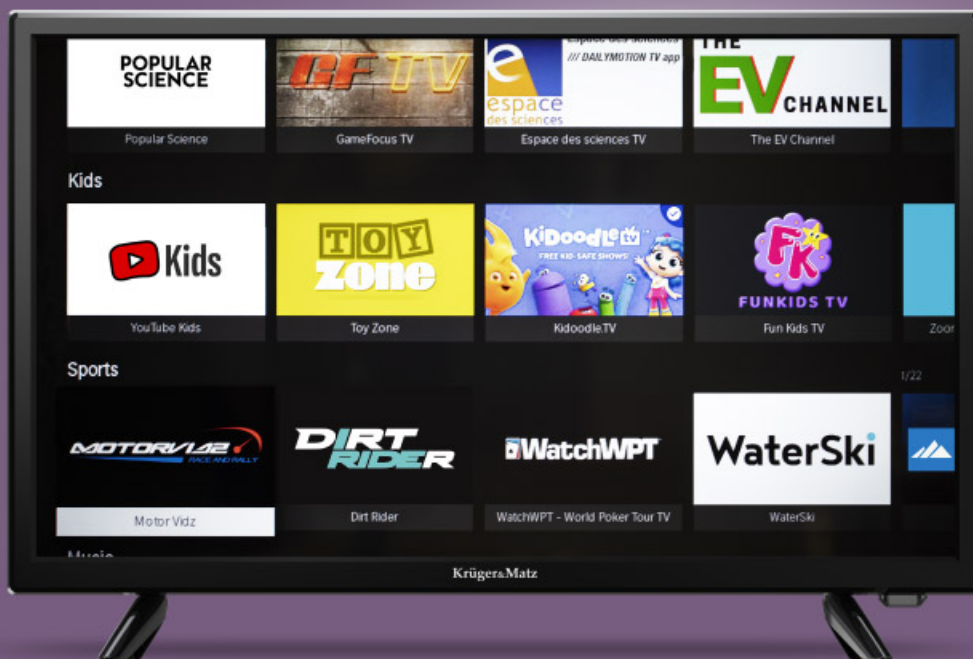 POPULAR
SCIENCE
GF TV
espace
des sciences
espace des sciences
/// DAILYMOTION TV app
THE
EV CHANNEL
Popular Science
GameFocus TV
Espace des sciences TV
The EV Channel
Kids
Kids
TOY
zone
KiDoodLe tv
FREE KID-SAFE SHOWS!
FK
FUNKIDS TV
YouTube Kids
Toy Zone
Kidoodle.TV
Fun Kids TV
Sports
1/22
MOTORVIDZ
RACE AND RALLY
DIRT
RIDER
WatchWPT
WaterSki
Motor Vidz
Dirt Rider
WatchWPT - World Poker Tour TV
WaterSki
Music
Krüger&Matz